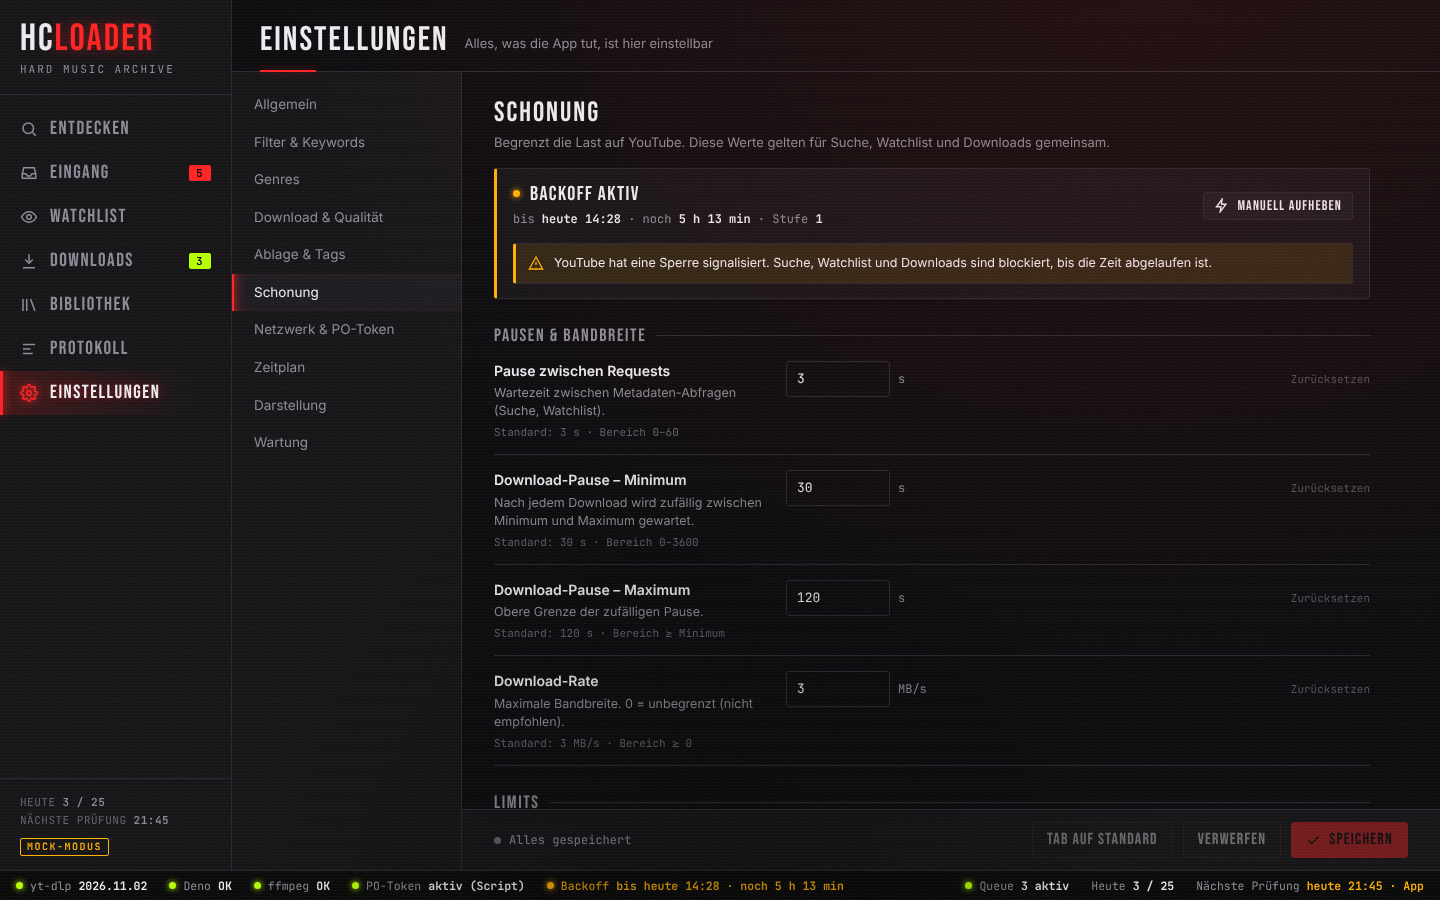 HCLOADER
HARD MUSIC ARCHIVE
ENTDECKEN
EINGANG 5
WATCHLIST
DOWNLOADS 3
BIBLIOTHEK
PROTOKOLL
EINSTELLUNGEN
HEUTE 3 / 25
NÄCHSTE PRÜFUNG 21:45
MOCK-MODUS
EINSTELLUNGEN Alles, was die App tut, ist hier einstellbar
Allgemein
Filter & Keywords
Genres
Download & Qualität
Ablage & Tags
Schonung
Netzwerk & PO-Token
Zeitplan
Darstellung
Wartung
SCHONUNG
Begrenzt die Last auf YouTube. Diese Werte gelten für Suche, Watchlist und Downloads gemeinsam.
BACKOFF AKTIV
bis heute 14:28 · noch 5 h 13 min · Stufe 1
MANUELL AUFHEBEN
YouTube hat eine Sperre signalisiert. Suche, Watchlist und Downloads sind blockiert, bis die Zeit abgelaufen ist.
PAUSEN & BANDBREITE
Pause zwischen Requests
Wartezeit zwischen Metadaten-Abfragen
(Suche, Watchlist).
Standard: 3 s · Bereich 0–60
3 s
Zurücksetzen
Download-Pause – Minimum
Nach jedem Download wird zufällig zwischen
Minimum und Maximum gewartet.
Standard: 30 s · Bereich 0–3600
30 s
Zurücksetzen
Download-Pause – Maximum
Obere Grenze der zufälligen Pause.
Standard: 120 s · Bereich ≥ Minimum
120 s
Zurücksetzen
Download-Rate
Maximale Bandbreite. 0 = unbegrenzt (nicht
empfohlen).
Standard: 3 MB/s · Bereich ≥ 0
3 MB/s
Zurücksetzen
LIMITS
Alles gespeichert
TAB AUF STANDARD
VERWERFEN
SPEICHERN
yt-dlp 2026.11.02
Deno OK
ffmpeg OK
PO-Token aktiv (Script)
Backoff bis heute 14:28 · noch 5 h 13 min
Queue 3 aktiv
Heute 3 / 25
Nächste Prüfung heute 21:45 · App